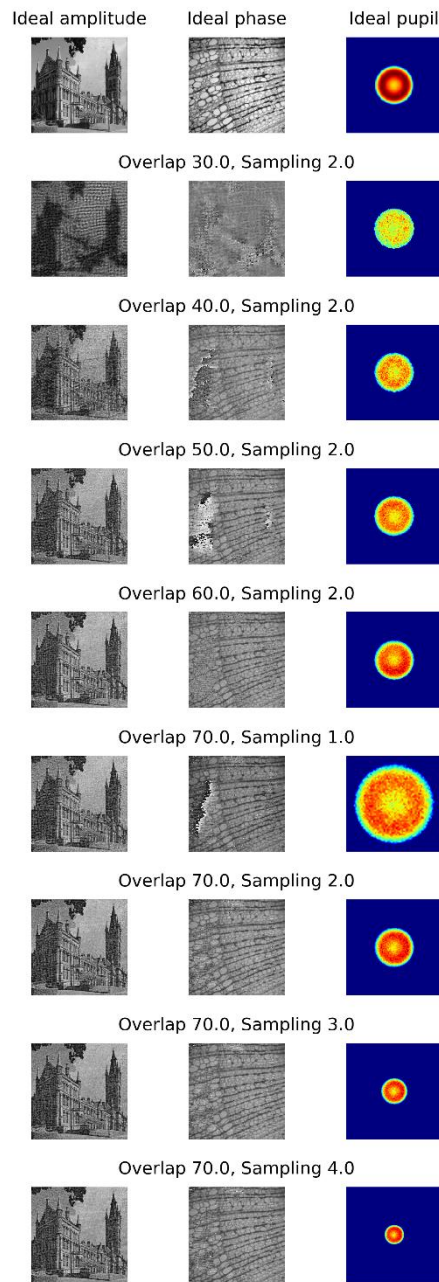 Ideal amplitude Ideal phase Ideal pupil
Overlap 30.0, Sampling 2.0
Overlap 40.0, Sampling 2.0
Overlap 50.0, Sampling 2.0
Overlap 60.0, Sampling 2.0
Overlap 70.0, Sampling 1.0
Overlap 70.0, Sampling 2.0
Overlap 70.0, Sampling 3.0
Overlap 70.0, Sampling 4.0